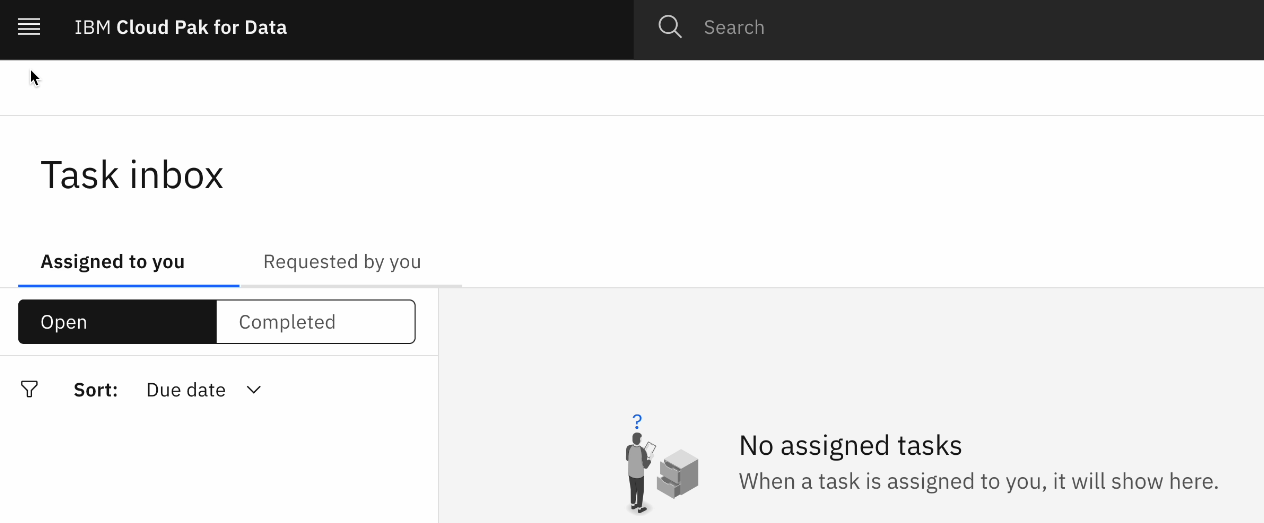 IBM Cloud Pak for Data
Search
Task inbox
Assigned to you
Requested by you
Open
Completed
Sort: Due date
?
No assigned tasks
When a task is assigned to you, it will show here.